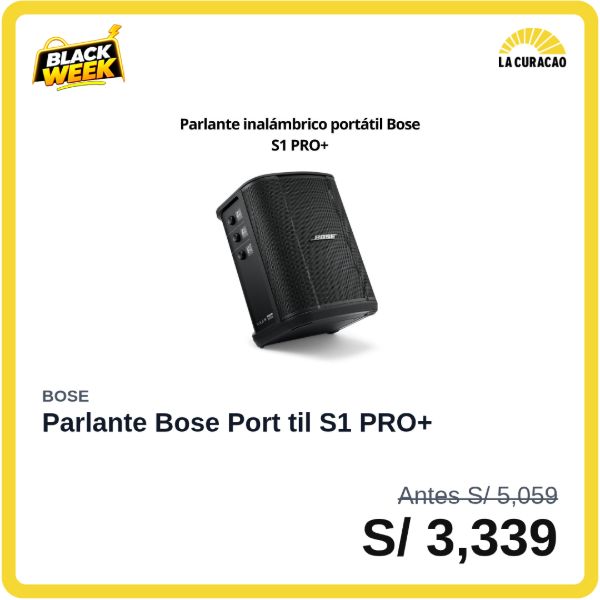 BLACK
WEEK
LA CURACAO
Parlante inalámbrico portátil Bose
S1 PRO+
BOSE
BOSE
Parlante Bose Port til S1 PRO+
Antes S/ 5,059
S/ 3,339